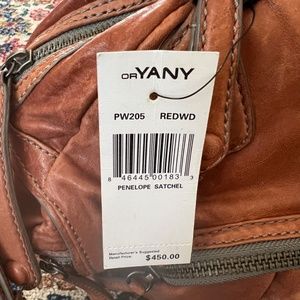 orYANY
PW205 REDWD
8 46445 00183 3
PENELOPE SATCHEL
Manufacturer's Suggested
Retail Price $450.00